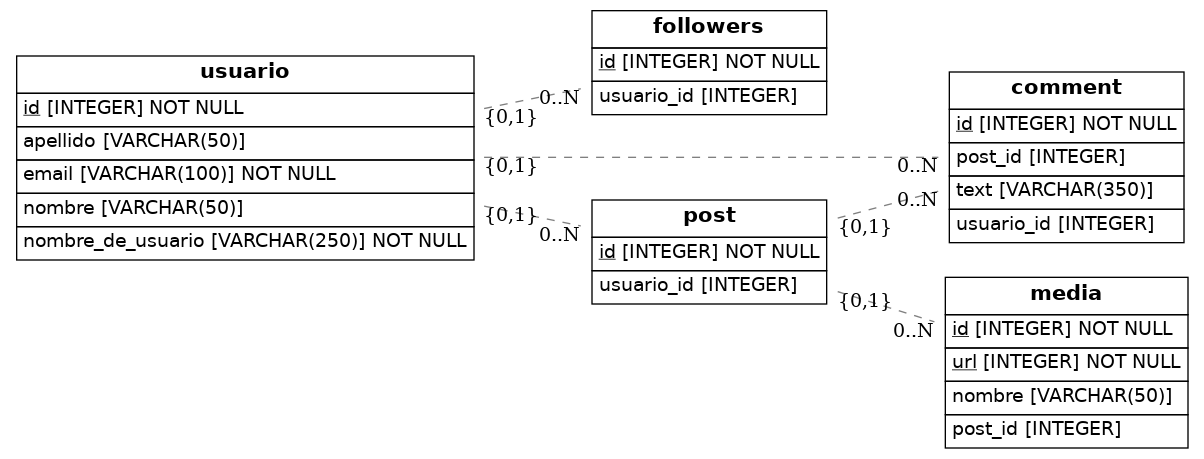 usuario
id [INTEGER] NOT NULL
apellido [VARCHAR(50)]
email [VARCHAR(100)] NOT NULL
nombre [VARCHAR(50)]
nombre_de_usuario [VARCHAR(250)] NOT NULL
{0,1}
0..N
{0,1}
0..N
{0,1}
0..N
followers
id [INTEGER] NOT NULL
usuario_id [INTEGER]
post
id [INTEGER] NOT NULL
usuario_id [INTEGER]
{0,1}
0..N
{0,1}
0..N
comment
id [INTEGER] NOT NULL
post_id [INTEGER]
text [VARCHAR(350)]
usuario_id [INTEGER]
media
id [INTEGER] NOT NULL
url [INTEGER] NOT NULL
nombre [VARCHAR(50)]
post_id [INTEGER]